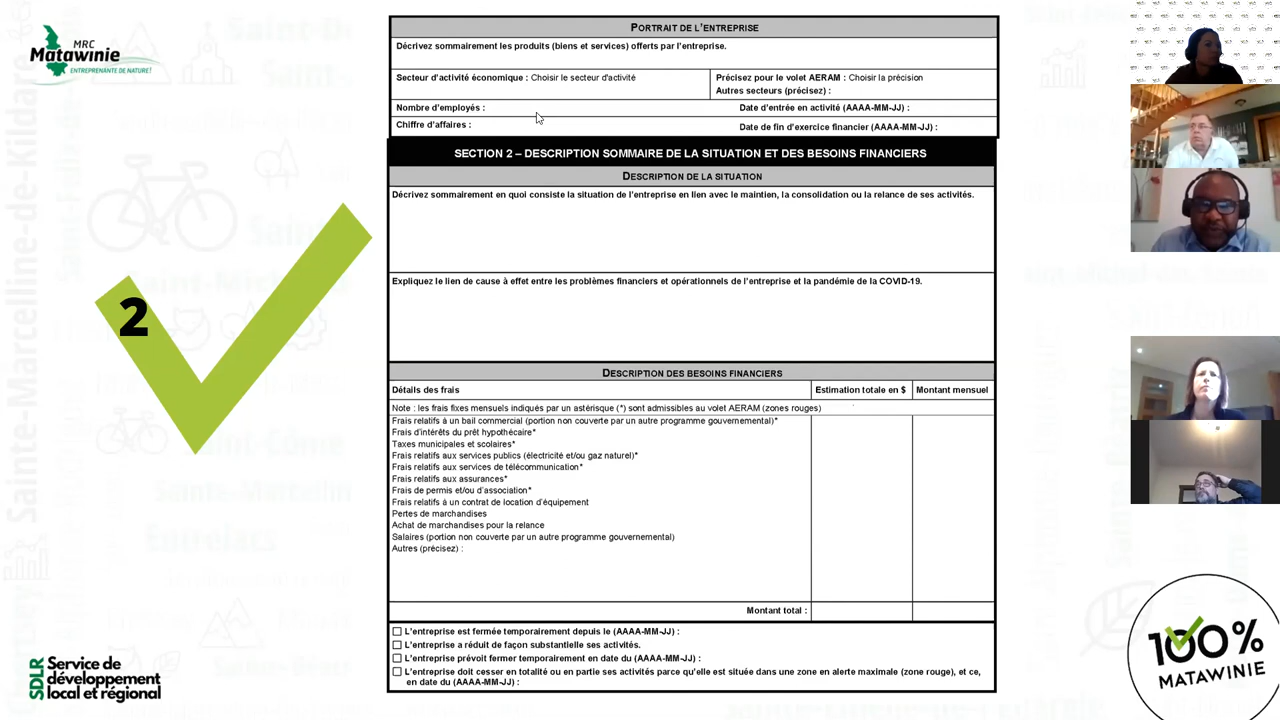 MRC
Matawinie
ENTREPRENANTE DE NATURE!
PORTRAIT DE L'ENTREPRISE
Décrivez sommairement les produits (biens et services) offerts par l'entreprise.
Secteur d'activité économique : Choisir le secteur d'activité
Précisez pour le volet AERAM : Choisir la précision
Autres secteurs (précisez) :
Nombre d'employés :
Date d'entrée en activité (AAAA-MM-JJ) :
Chiffre d'affaires :
Date de fin d'exercice financier (AAAA-MM-JJ) :
SECTION 2 – DESCRIPTION SOMMAIRE DE LA SITUATION ET DES BESOINS FINANCIERS
DESCRIPTION DE LA SITUATION
Décrivez sommairement en quoi consiste la situation de l'entreprise en lien avec le maintien, la consolidation ou la relance de ses activités.
Expliquez le lien de cause à effet entre les problèmes financiers et opérationnels de l'entreprise et la pandémie de la COVID-19.
DESCRIPTION DES BESOINS FINANCIERS
Détails des frais
Estimation totale en $
Montant mensuel
Note : les frais fixes mensuels indiqués par un astérisque (*) sont admissibles au volet AERAM (zones rouges)
Frais relatifs à un bail commercial (portion non couverte par un autre programme gouvernemental)*
Frais d'intérêts du prêt hypothécaire*
Taxes municipales et scolaires*
Frais relatifs aux services publics (électricité et/ou gaz naturel)*
Frais relatifs aux services de télécommunication*
Frais relatifs aux assurances*
Frais de permis et/ou d'association*
Frais relatifs à un contrat de location d'équipement
Pertes de marchandises
Achat de marchandises pour la relance
Salaires (portion non couverte par un autre programme gouvernemental)
Autres (précisez) :
Montant total :
L'entreprise est fermée temporairement depuis le (AAAA-MM-JJ) :
L'entreprise a réduit de façon substantielle ses activités.
L'entreprise prévoit fermer temporairement en date du (AAAA-MM-JJ) :
L'entreprise doit cesser en totalité ou en partie ses activités parce qu'elle est située dans une zone en alerte maximale (zone rouge), et ce,
en date du (AAAA-MM-JJ) :
2
Sainte-Marcelline-de-Kildare
SDLR
Service de
développement
local et régional
100%
MATAWINIE